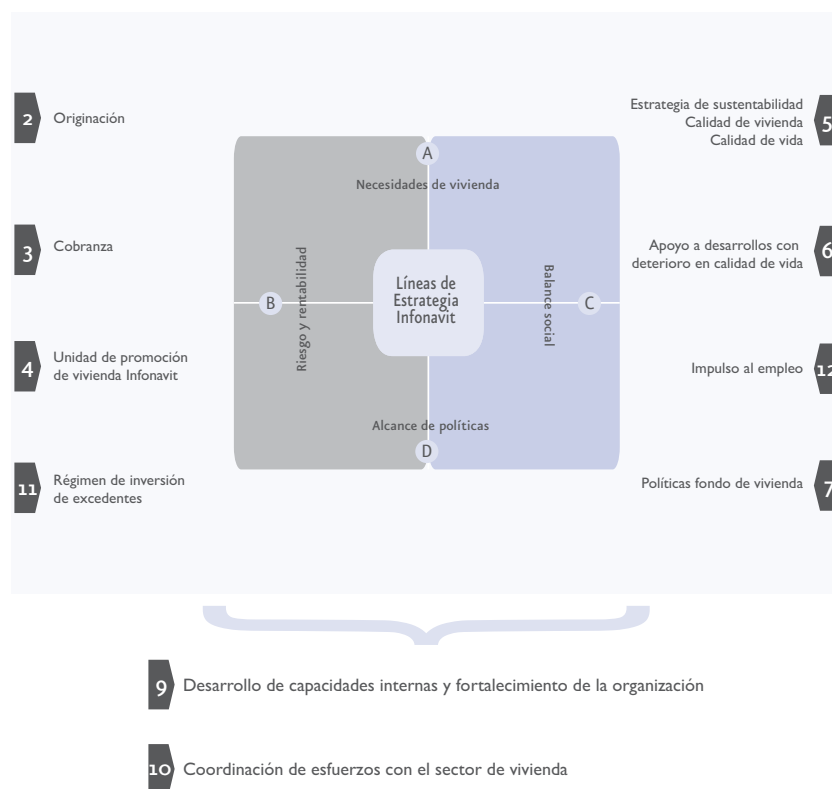 2
Originación
3
Cobranza
4
Unidad de promoción
de vivienda Infonavit
11
Régimen de inversión
de excedentes
A
Necesidades de vivienda
B
Riesgo y rentabilidad
Líneas de
Estrategia
Infonavit
Balance social
C
Alcance de políticas
D
Estrategia de sustentabilidad
Calidad de vivienda
Calidad de vida
5
Apoyo a desarrollos con
deterioro en calidad de vida
6
Impulso al empleo
12
Políticas fondo de vivienda
7
9
Desarrollo de capacidades internas y fortalecimiento de la organización
10
Coordinación de esfuerzos con el sector de vivienda